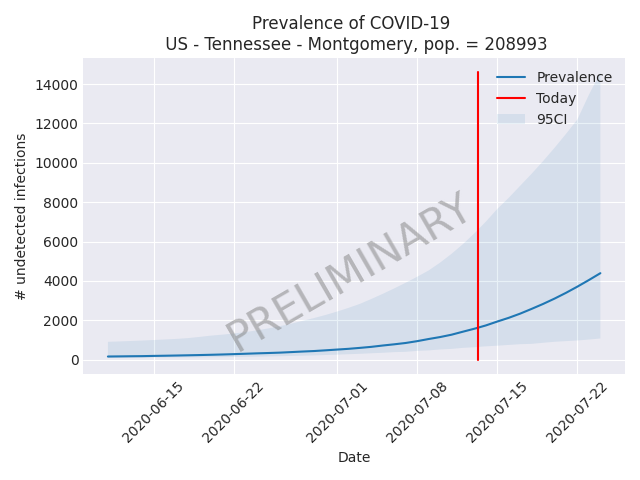 Prevalence of COVID-19
US - Tennessee - Montgomery, pop. = 208993
Prevalence
Today
95CI
14000
12000
10000
8000
6000
4000
2000
0
# undetected infections
PRELIMINARY
2020-06-15
2020-06-22
2020-07-01
2020-07-08
2020-07-15
2020-07-22
Date